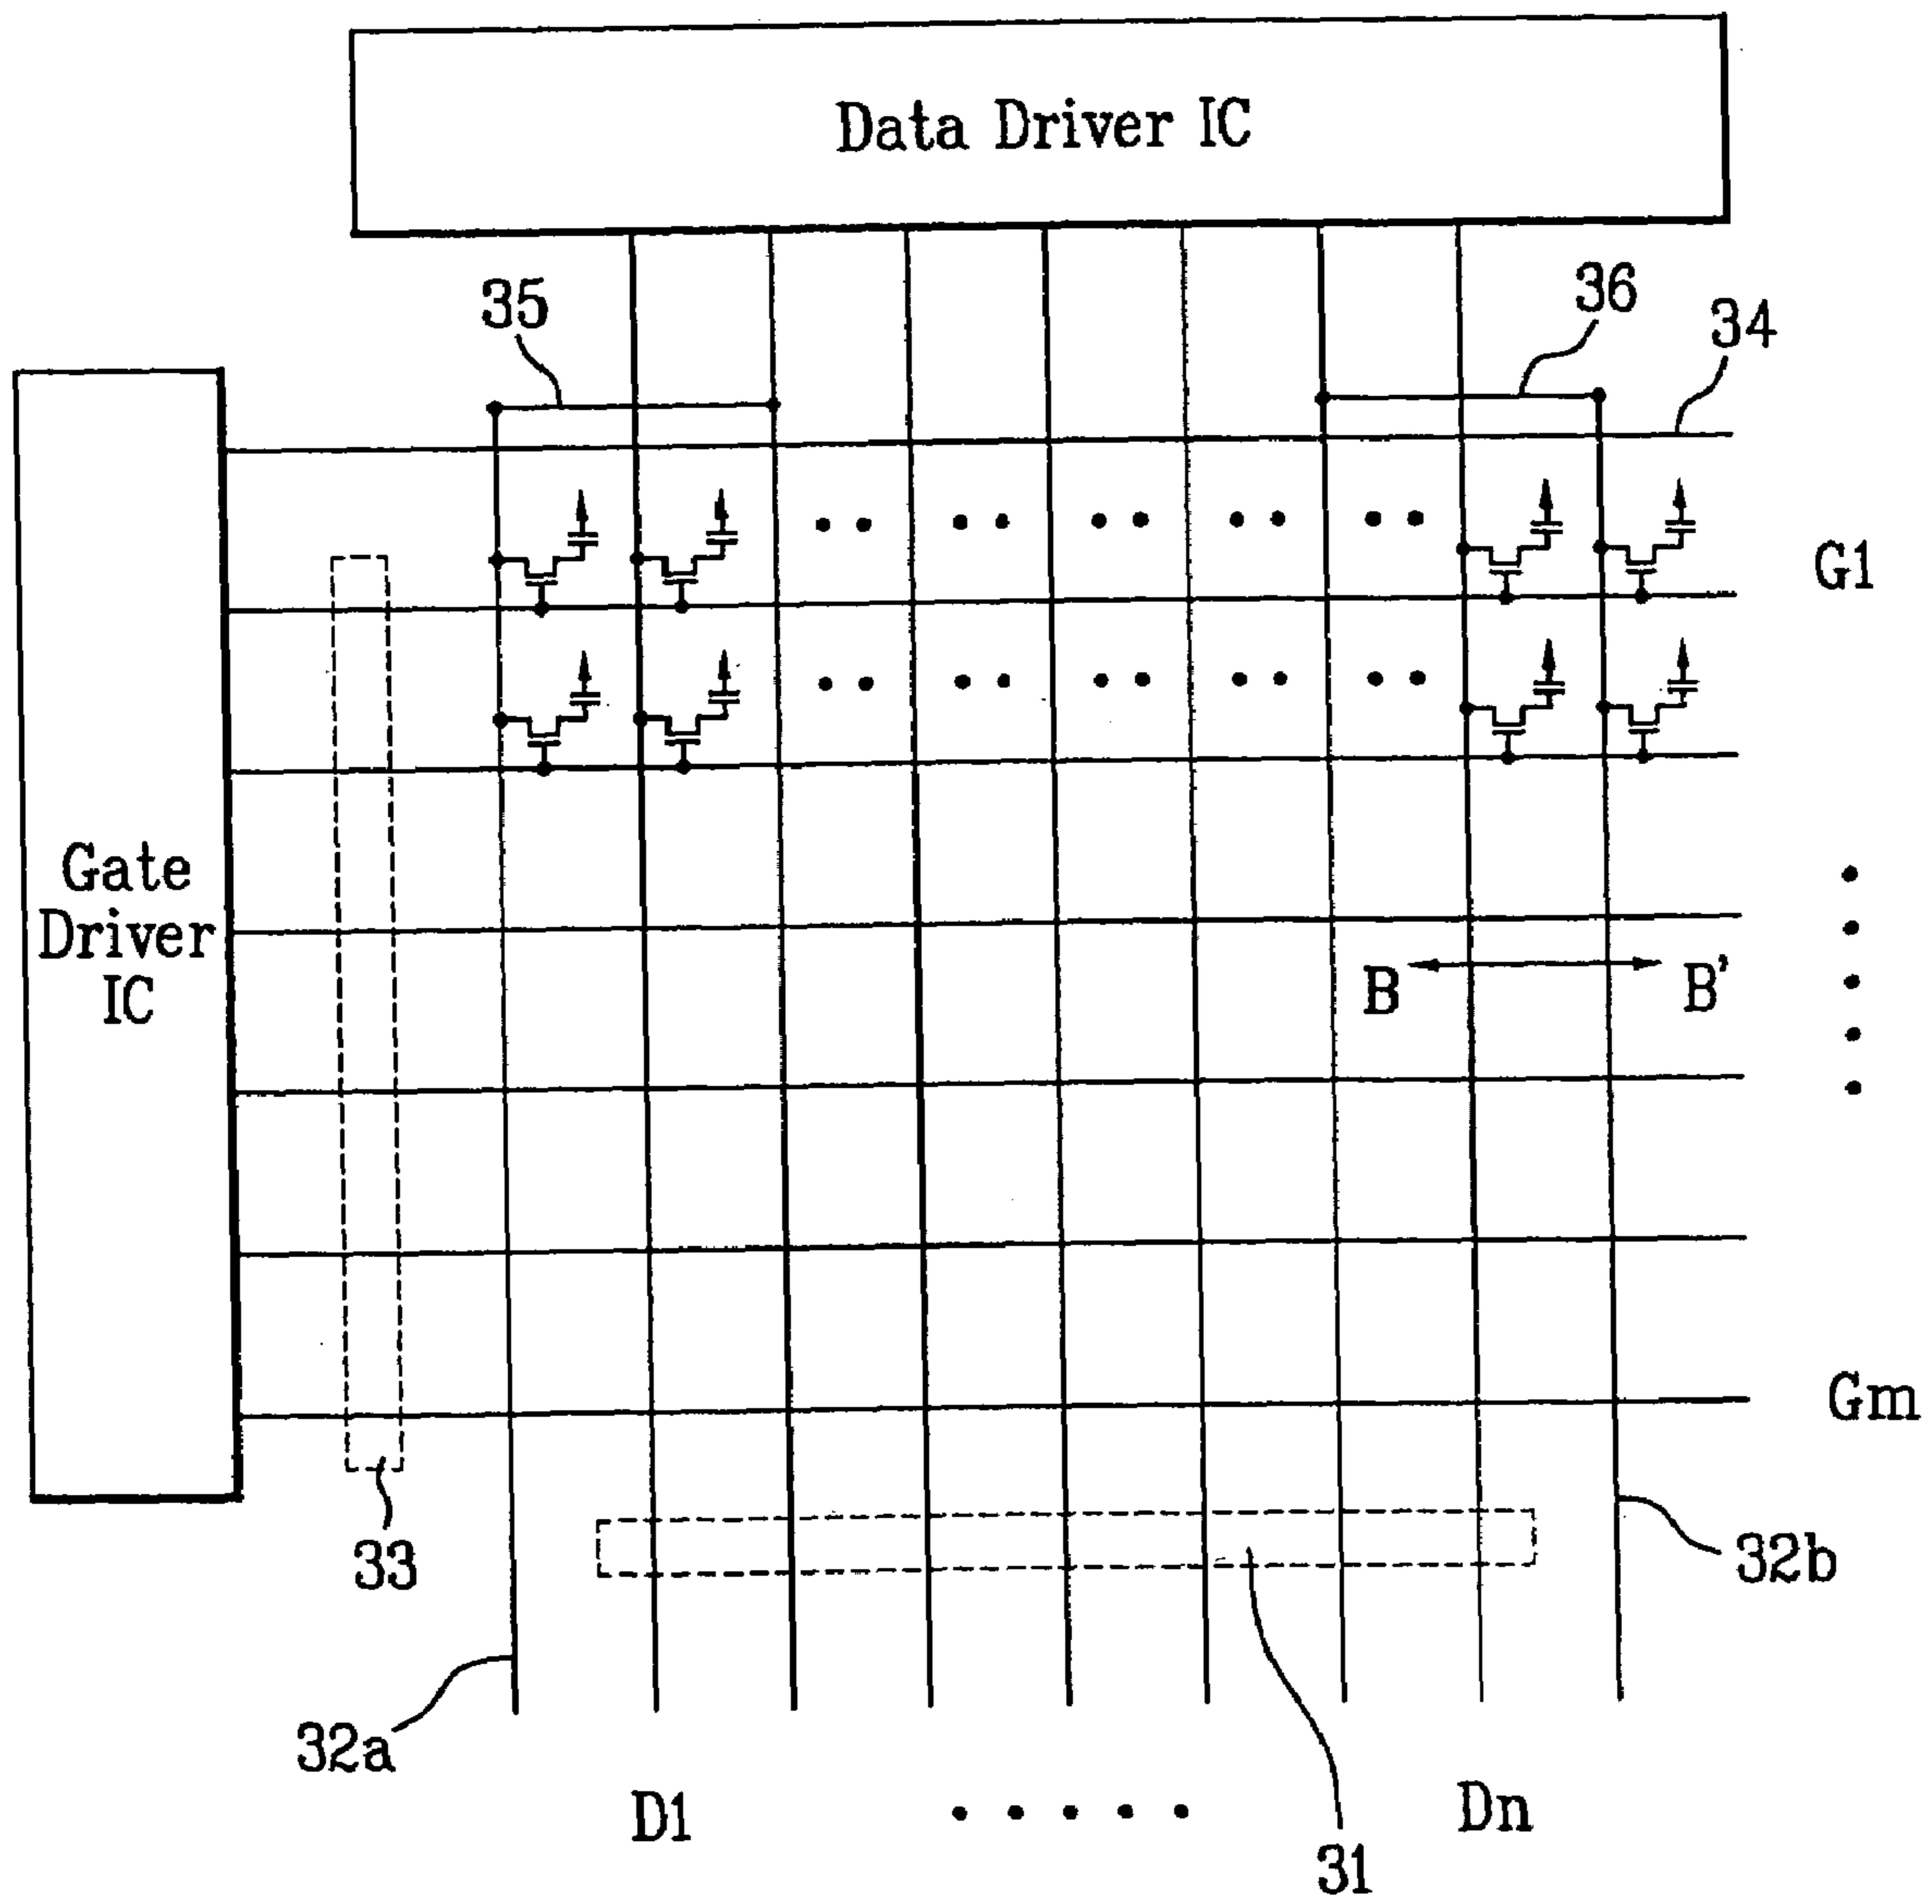 Data Driver IC
35
36
34
G1
Gate
Driver
IC
B
B'
Gm
33
32b
32a
D1
Dn
31